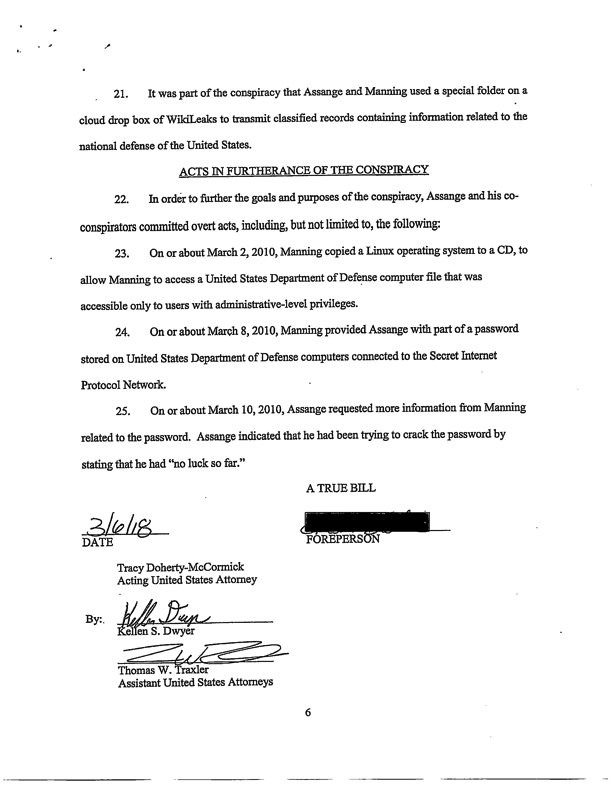 21. It was part of the conspiracy that Assange and Manning used a special folder on a
cloud drop box of WikiLeaks to transmit classified records containing information related to the
national defense of the United States.
ACTS IN FURTHERANCE OF THE CONSPIRACY
22. In order to further the goals and purposes of the conspiracy, Assange and his co-
conspirators committed overt acts, including, but not limited to, the following:
23. On or about March 2, 2010, Manning copied a Linux operating system to a CD, to
allow Manning to access a United States Department of Defense computer file that was
accessible only to users with administrative-level privileges.
24. On or about March 8, 2010, Manning provided Assange with part of a password
stored on United States Department of Defense computers connected to the Secret Internet
Protocol Network.
25. On or about March 10, 2010, Assange requested more information from Manning
related to the password. Assange indicated that he had been trying to crack the password by
stating that he had “no luck so far.”
A TRUE BILL
3/6/18
DATE
FOREPERSON
Tracy Doherty-McCormick
Acting United States Attorney
By:
Kellen S. Dwyer
Thomas W. Traxler
Assistant United States Attorneys
6